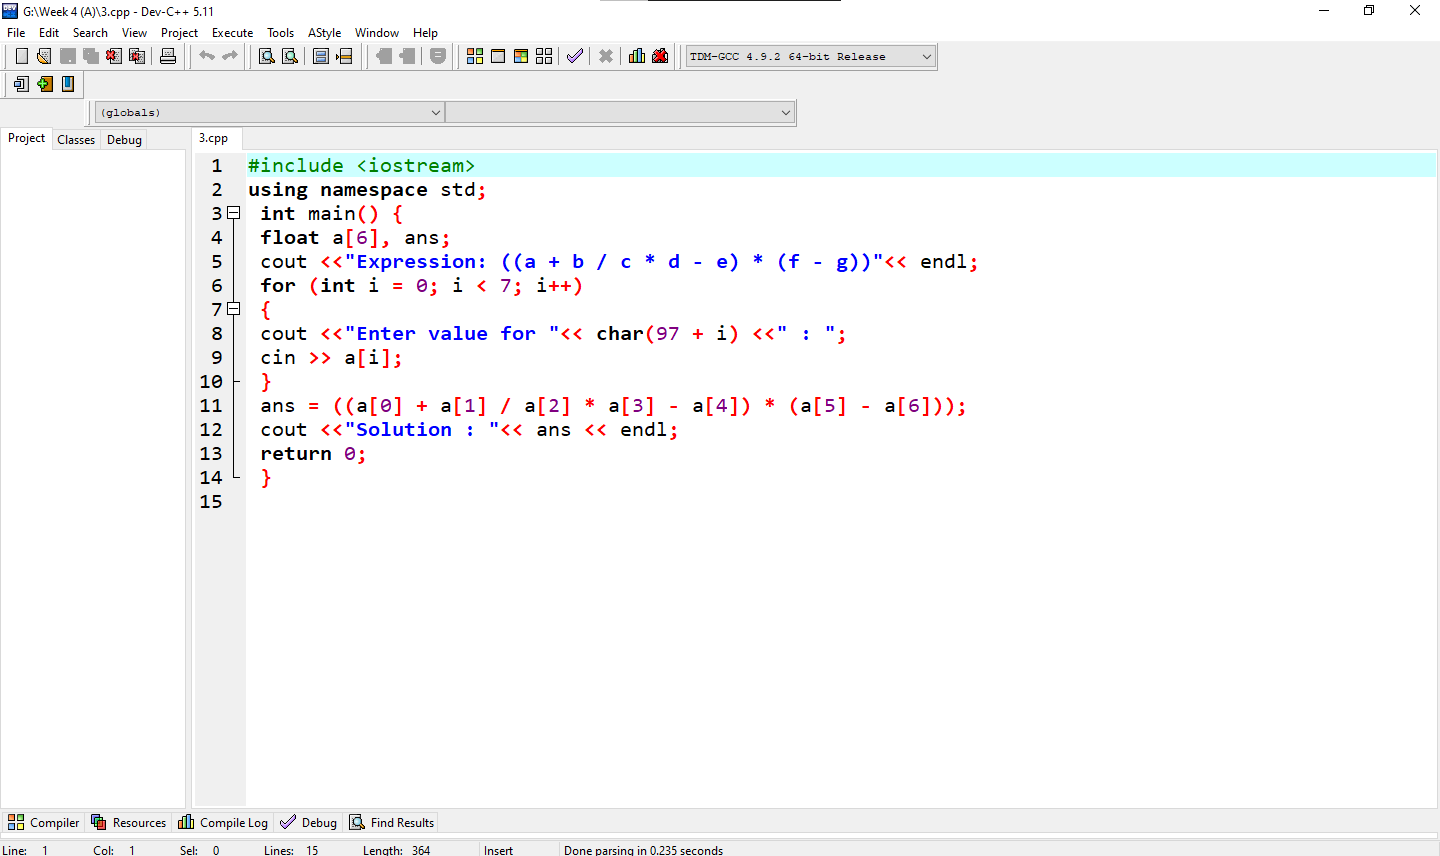 G:\Week 4 (A)\3.cpp - Dev-C++ 5.11
File Edit Search View Project Execute Tools AStyle Window Help
TDM-GCC 4.9.2 64-bit Release
(globals)
Project Classes Debug 3.cpp
1 #include <iostream>
2 using namespace std;
3 int main() {
4 float a[6], ans;
5 cout <<"Expression: ((a + b / c * d - e) * (f - g))"<< endl;
6 for (int i = 0; i < 7; i++)
7 {
8 cout <<"Enter value for "<< char(97 + i) <<" : ";
9 cin >> a[i];
10 }
11 ans = ((a[0] + a[1] / a[2] * a[3] - a[4]) * (a[5] - a[6]));
12 cout <<"Solution : "<< ans << endl;
13 return 0;
14 }
15
Compiler Resources Compile Log Debug Find Results
Line: 1 Col: 1 Sel: 0 Lines: 15 Length: 364 Insert Done parsing in 0.235 seconds